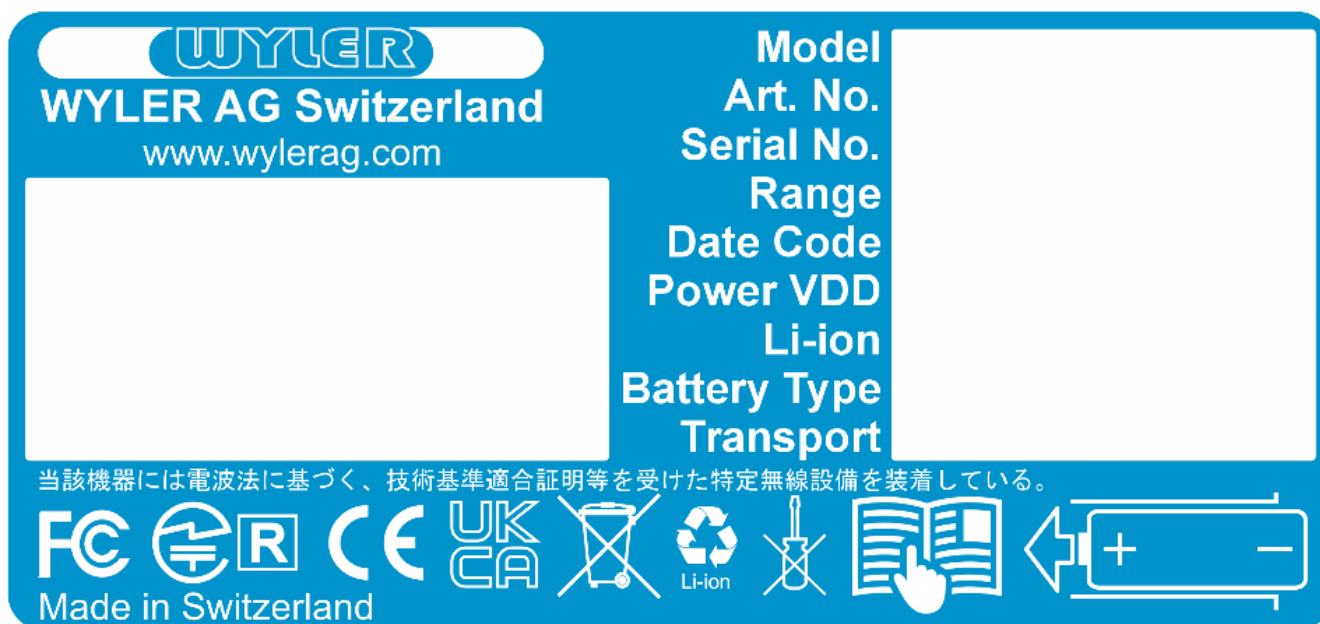 WYLER
WYLER AG Switzerland
www.wylerag.com
Model
Art. No.
Serial No.
Range
Date Code
Power VDD
Li-ion
Battery Type
Transport
当該機器には電波法に基づく、技術基準適合証明等を受けた特定無線設備を装着している。
FC R CE UK
CA
Li-ion
+ −
Made in Switzerland